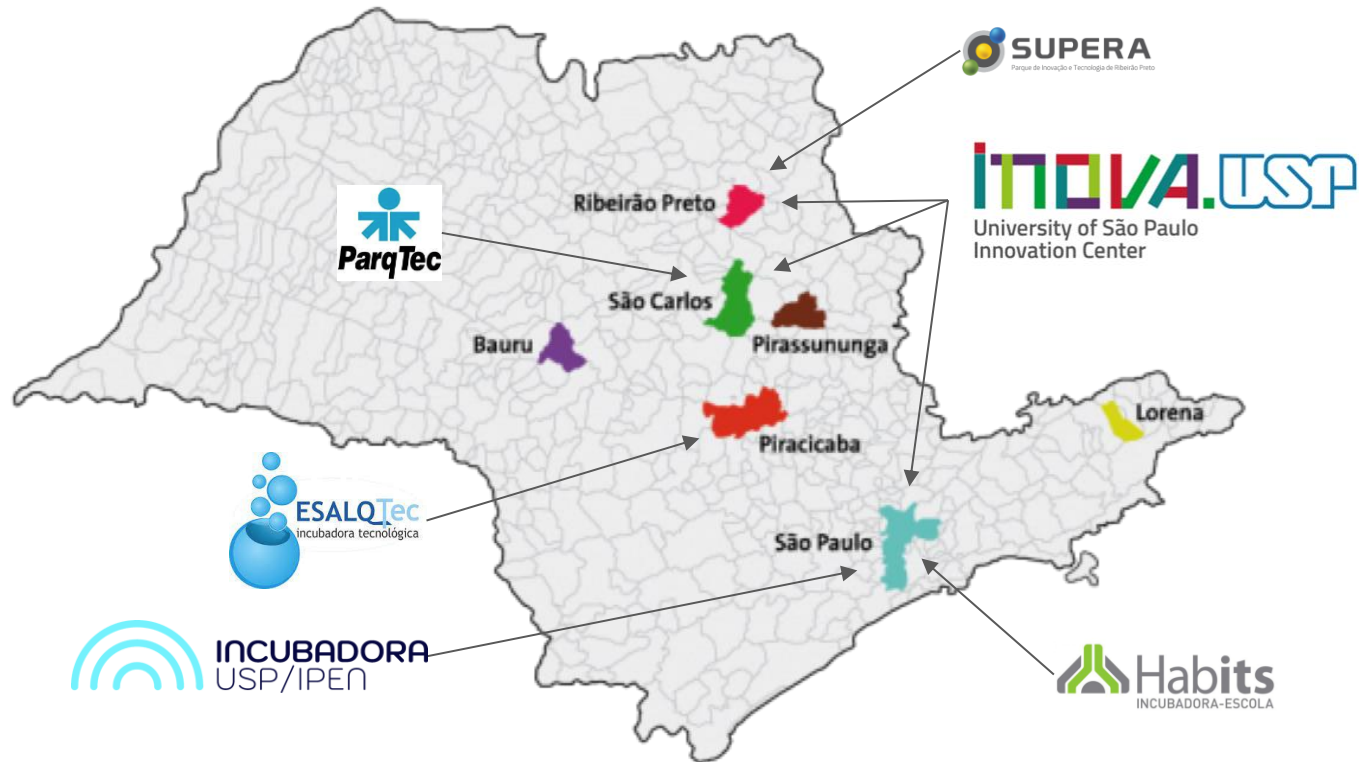 SUPERA
Parque de Inovação e Tecnologia de Ribeirão Preto
inova.USP
University of São Paulo
Innovation Center
Ribeirão Preto
ParqTec
São Carlos
Bauru
Pirassununga
Lorena
Piracicaba
ESALQTec
incubadora tecnológica
São Paulo
INCUBADORA
USP/IPEN
Habits
INCUBADORA-ESCOLA